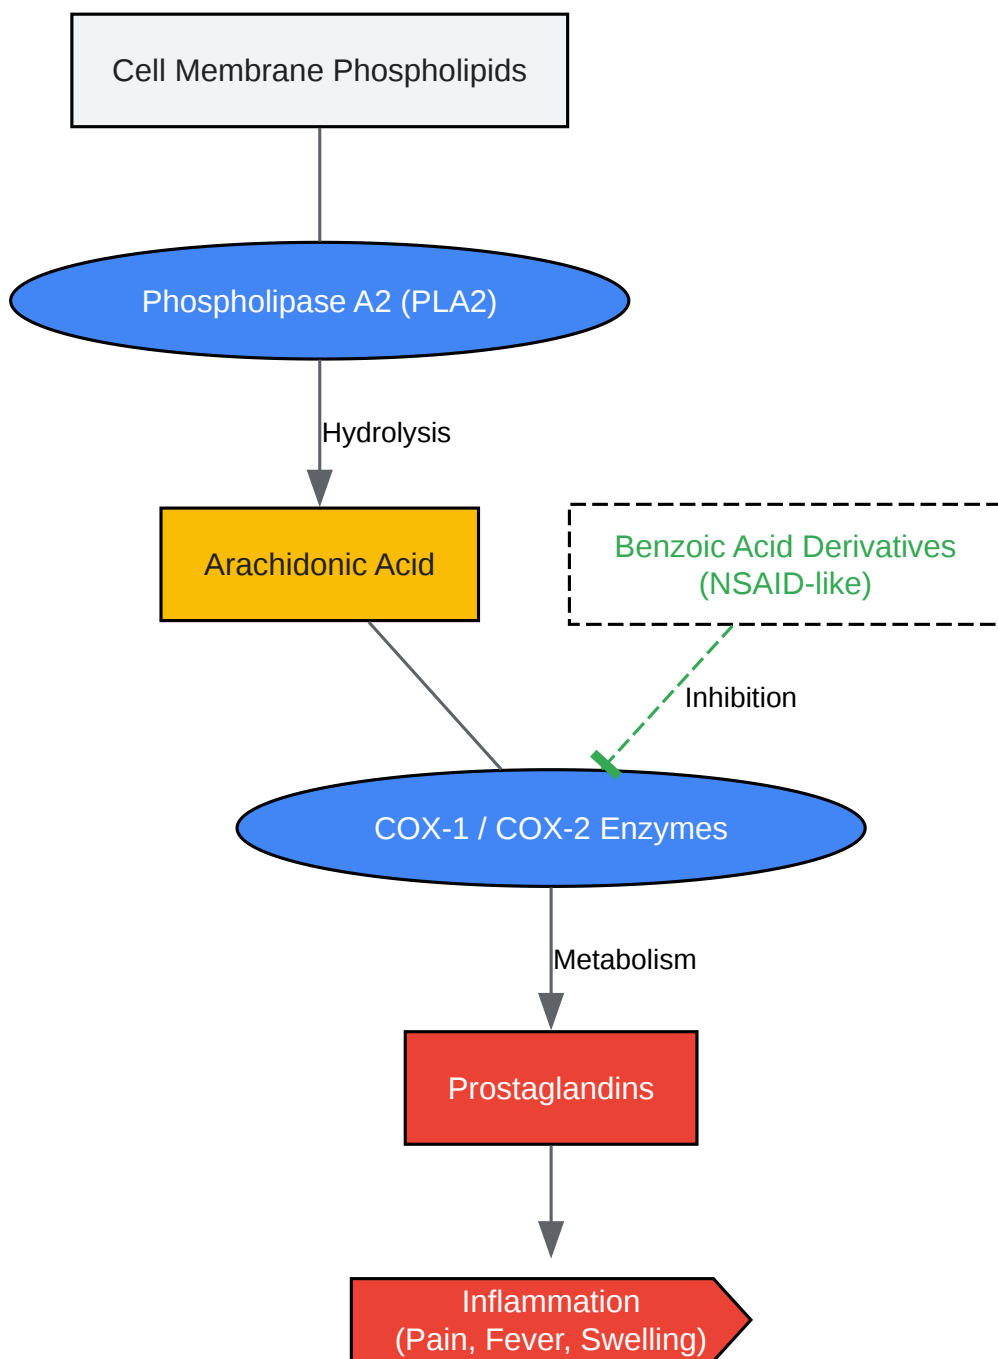 Cell Membrane Phospholipids
Phospholipase A2 (PLA2)
Hydrolysis
Arachidonic Acid
Benzoic Acid Derivatives
(NSAID-like)
Inhibition
COX-1 / COX-2 Enzymes
Metabolism
Prostaglandins
Inflammation
(Pain, Fever, Swelling)